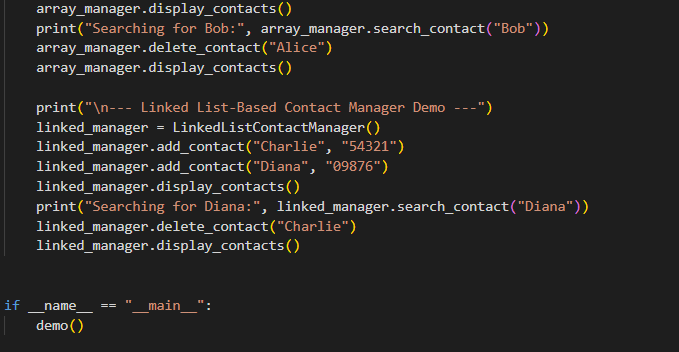 array_manager.display_contacts()
print("Searching for Bob:", array_manager.search_contact("Bob"))
array_manager.delete_contact("Alice")
array_manager.display_contacts()
print("\n--- Linked List-Based Contact Manager Demo ---")
linked_manager = LinkedListContactManager()
linked_manager.add_contact("Charlie", "54321")
linked_manager.add_contact("Diana", "09876")
linked_manager.display_contacts()
print("Searching for Diana:", linked_manager.search_contact("Diana"))
linked_manager.delete_contact("Charlie")
linked_manager.display_contacts()
if __name__ == "__main__":
demo()